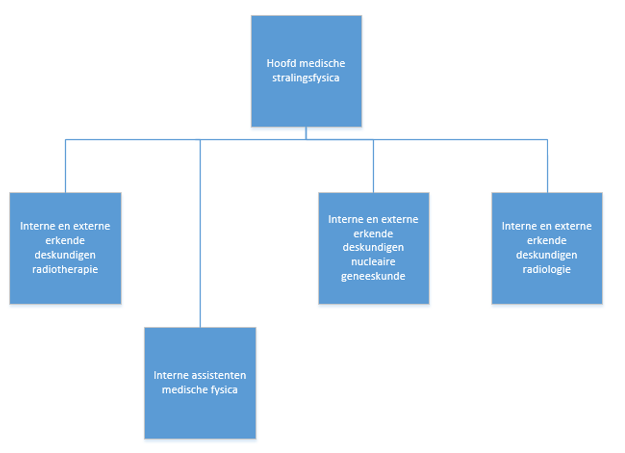 Hoofd medische
stralingsfysica
Interne en externe
erkende
deskundigen
radiotherapie
Interne en externe
erkende
deskundigen
nucleaire
geneeskunde
Interne en externe
erkende
deskundigen
radiologie
Interne assistenten
medische fysica